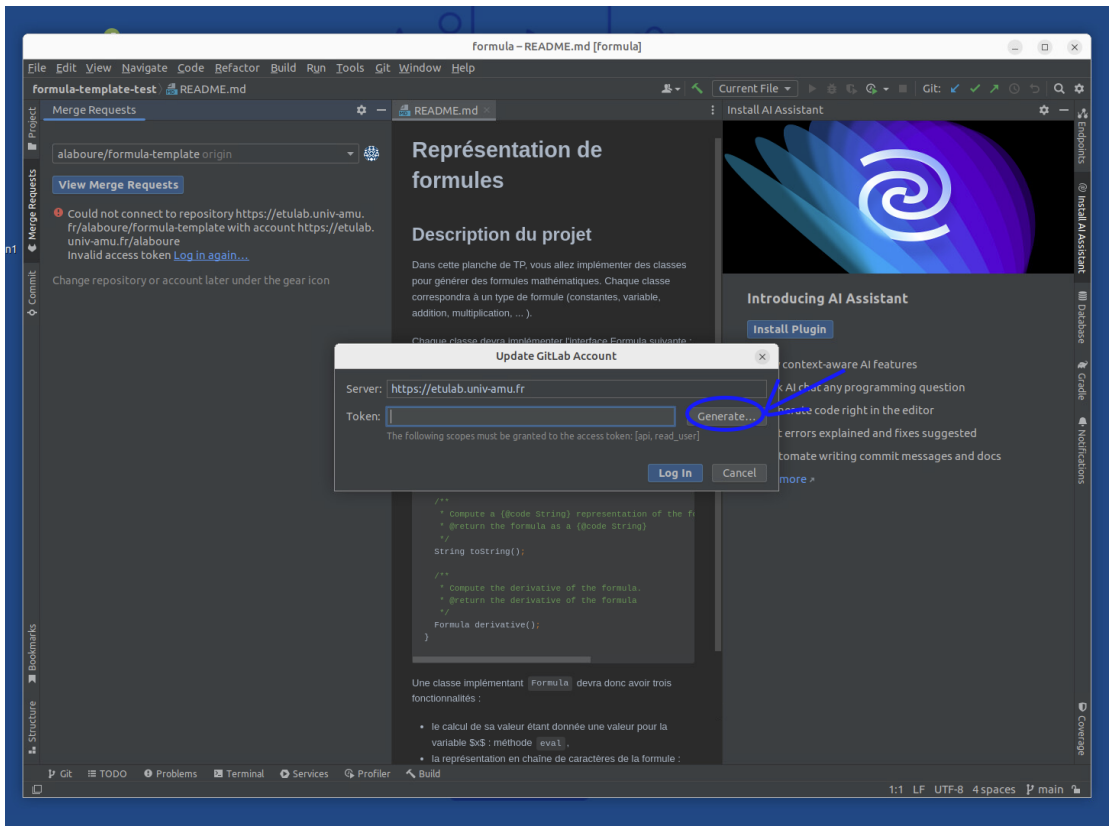 formula – README.md [formula]
File Edit View Navigate Code Refactor Build Run Tools Git Window Help
formula-template-test README.md
Current File
Git:
Project
Merge Requests
Commit
Bookmarks
Structure
n1
Merge Requests
alaboure/formula-template origin
View Merge Requests
Could not connect to repository https://etulab.univ-amu.
fr/alaboure/formula-template with account https://etulab.
univ-amu.fr/alaboure
Invalid access token Log in again...
Change repository or account later under the gear icon
README.md
Représentation de
formules
Description du projet
Dans cette planche de TP, vous allez implémenter des classes
pour générer des formules mathématiques. Chaque classe
correspondra à un type de formule (constantes, variable,
addition, multiplication, ... ).
Chaque classe devra implémenter l'interface Formula suivante :
Update GitLab Account
Server: https://etulab.univ-amu.fr
Token:
Generate...
The following scopes must be granted to the access token: [api, read_user]
Log In Cancel
/**
* Compute a {@code String} representation of the
* @return the formula as a {@code String}
*/
String toString();
/**
* Compute the derivative of the formula.
* @return the derivative of the formula
*/
Formula derivative();
}
Une classe implémentant Formula devra donc avoir trois
fonctionnalités :
• le calcul de sa valeur étant donnée une valeur pour la
variable $x$ : méthode eval ,
• la représentation en chaîne de caractères de la formule :
Install AI Assistant
Introducing AI Assistant
Install Plugin
context-aware AI features
AI chat any programming question
code right in the editor
errors explained and fixes suggested
tomate writing commit messages and docs
more
Endpoints
Install AI Assistant
Database
Gradle
Notifications
Coverage
Git TODO Problems Terminal Services Profiler Build
1:1 LF UTF-8 4 spaces main